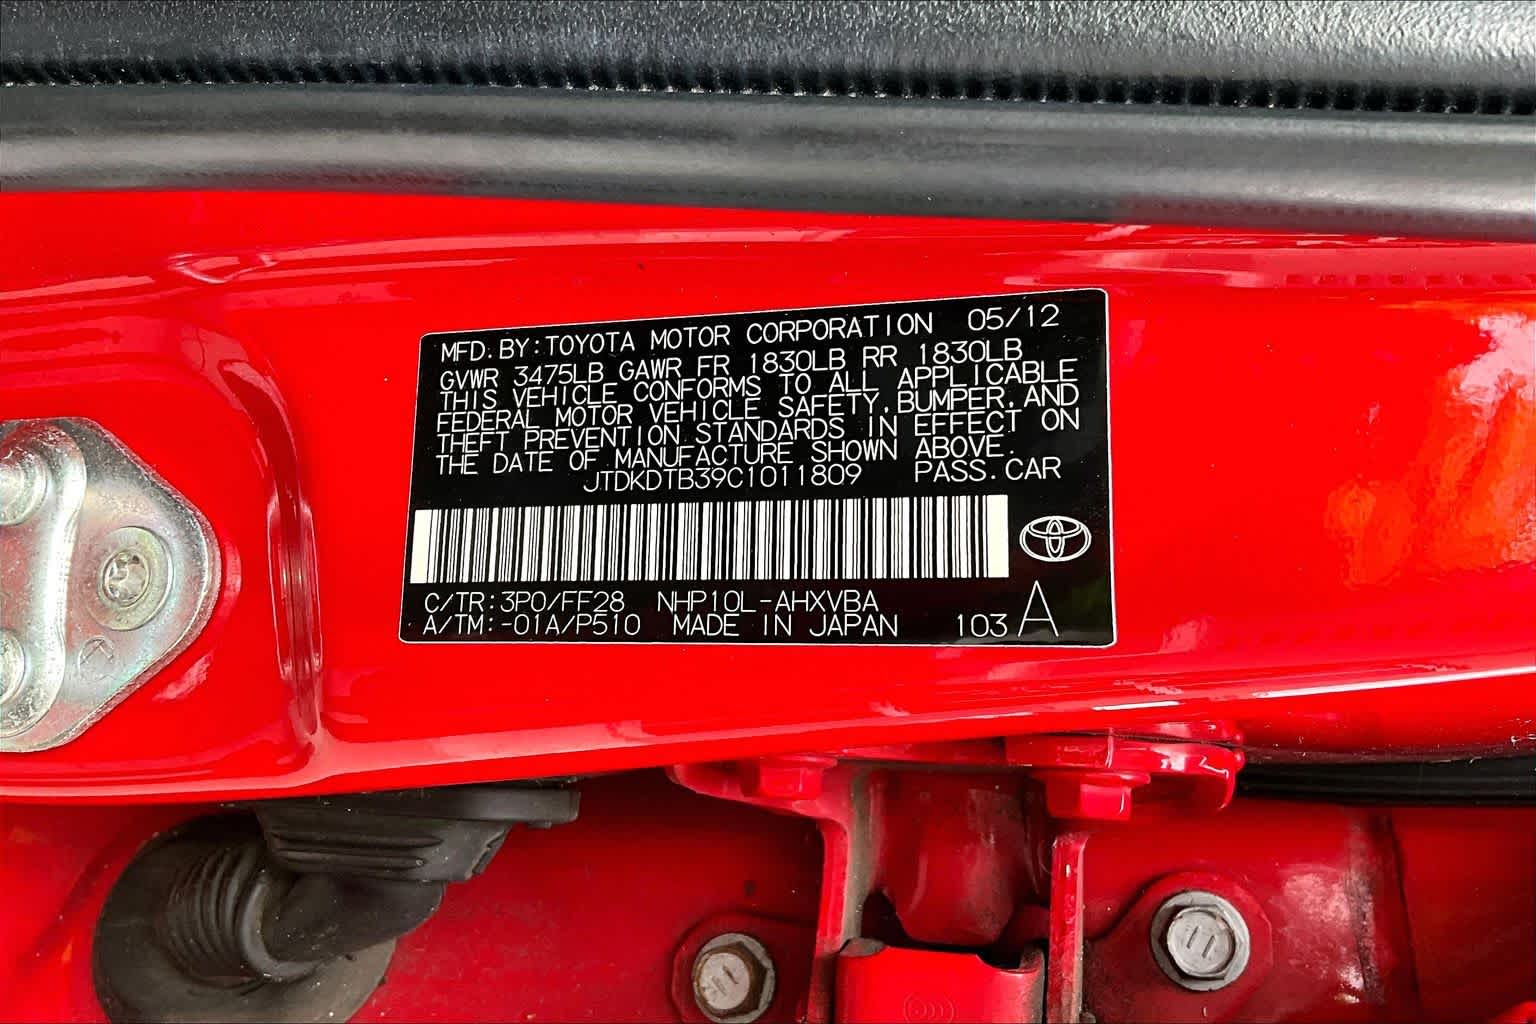 MFD. BY: TOYOTA MOTOR CORPORATION 05/12
GVWR 3475LB GAWR FR 1830LB RR 1830LB
THIS VEHICLE CONFORMS TO ALL APPLICABLE
FEDERAL MOTOR VEHICLE SAFETY, BUMPER, AND
THEFT PREVENTION STANDARDS IN EFFECT ON
THE DATE OF MANUFACTURE SHOWN ABOVE.
JTDKDTB39C1011809 PASS. CAR
C/TR: 3P0/FF28 NHP10L-AHXVBA
A/TM: -01A/P510 MADE IN JAPAN 103 A